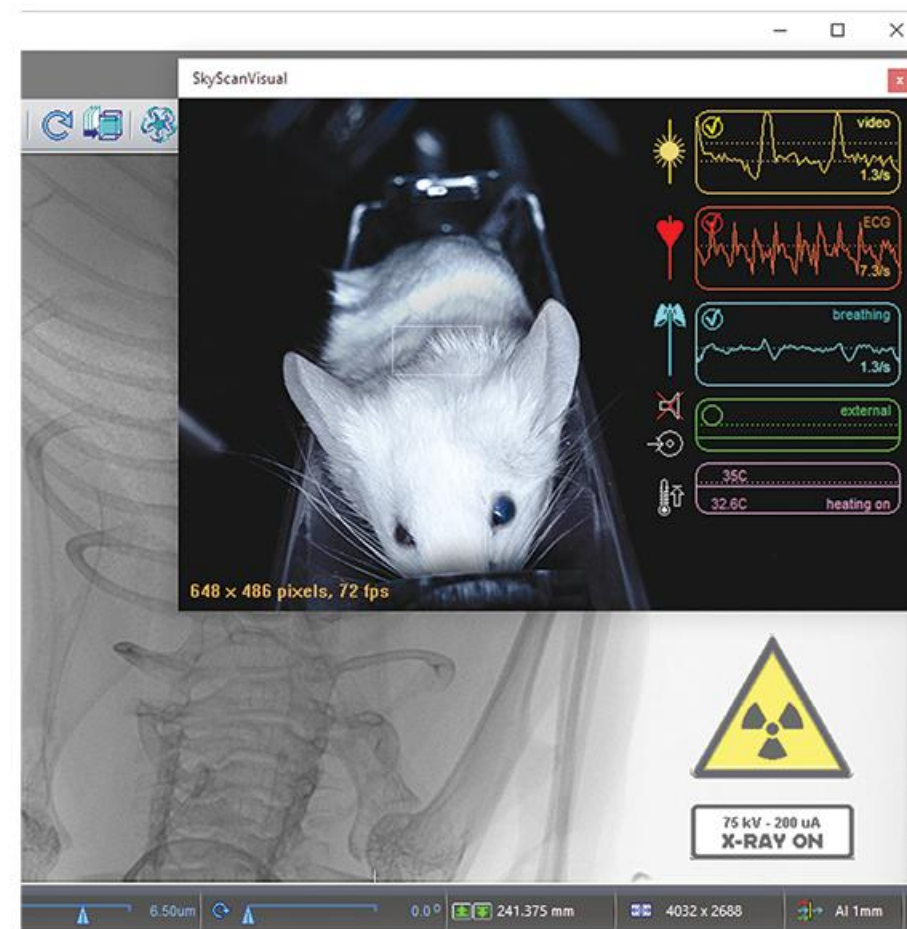 SkyScanVisual
x
video
1.3/s
ECG
7.3/s
breathing
1.3/s
external
35C
32.6C heating on
648 x 486 pixels, 72 fps
75 kV - 200 uA
X-RAY ON
6.50um 0.0° 241.375 mm 4032 x 2688 Al 1mm